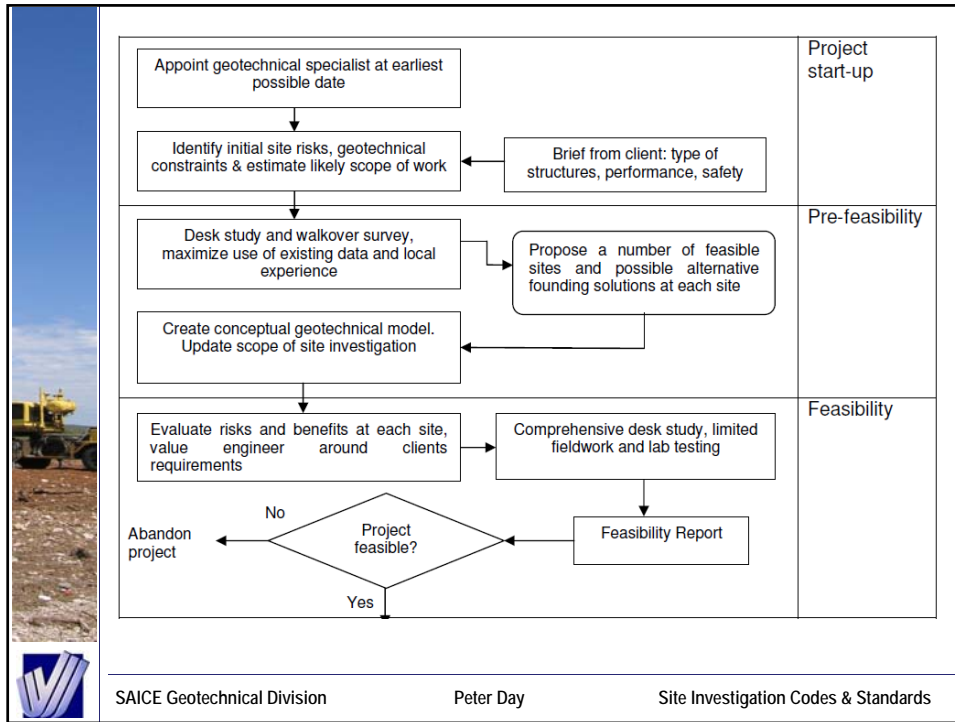 Project
start-up
Appoint geotechnical specialist at earliest
possible date
Identify initial site risks, geotechnical
constraints & estimate likely scope of work
Brief from client: type of
structures, performance, safety
Pre-feasibility
Desk study and walkover survey,
maximize use of existing data and local
experience
Propose a number of feasible
sites and possible alternative
founding solutions at each site
Create conceptual geotechnical model.
Update scope of site investigation
Feasibility
Evaluate risks and benefits at each site,
value engineer around clients
requirements
Comprehensive desk study, limited
fieldwork and lab testing
Feasibility Report
Project
feasible?
No
Abandon
project
Yes
SAICE Geotechnical Division Peter Day Site Investigation Codes & Standards